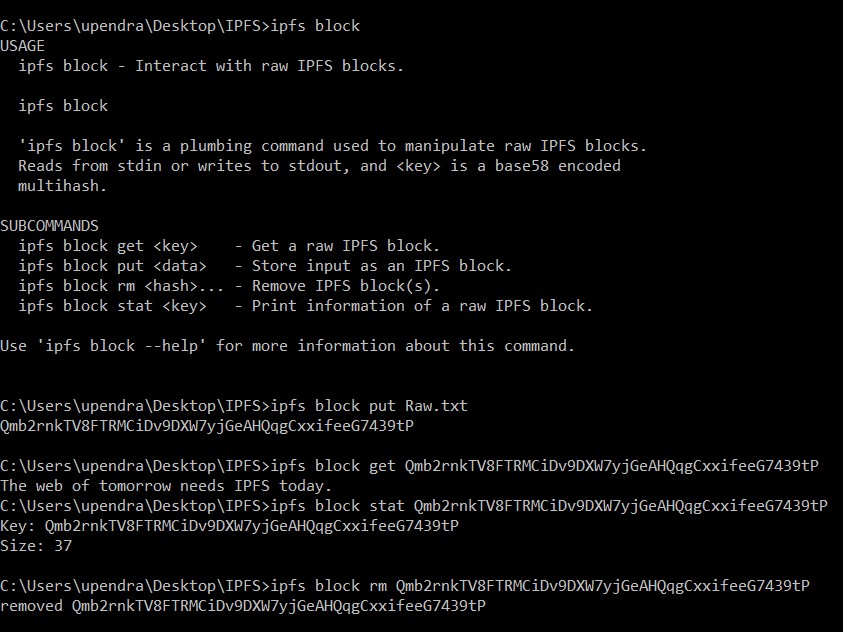 C:\Users\upendra\Desktop\IPFS>ipfs block
USAGE
  ipfs block - Interact with raw IPFS blocks.
  ipfs block
  'ipfs block' is a plumbing command used to manipulate raw IPFS blocks.
  Reads from stdin or writes to stdout, and <key> is a base58 encoded
  multihash.
SUBCOMMANDS
  ipfs block get <key>    - Get a raw IPFS block.
  ipfs block put <data>   - Store input as an IPFS block.
  ipfs block rm <hash>... - Remove IPFS block(s).
  ipfs block stat <key>   - Print information of a raw IPFS block.
Use 'ipfs block --help' for more information about this command.
C:\Users\upendra\Desktop\IPFS>ipfs block put Raw.txt
Qmb2rnkTV8FTRMCiDv9DXW7yjGeAHQqgCxxifeeG7439tP
C:\Users\upendra\Desktop\IPFS>ipfs block get Qmb2rnkTV8FTRMCiDv9DXW7yjGeAHQqgCxxifeeG7439tP
The web of tomorrow needs IPFS today.
C:\Users\upendra\Desktop\IPFS>ipfs block stat Qmb2rnkTV8FTRMCiDv9DXW7yjGeAHQqgCxxifeeG7439tP
Key: Qmb2rnkTV8FTRMCiDv9DXW7yjGeAHQqgCxxifeeG7439tP
Size: 37
C:\Users\upendra\Desktop\IPFS>ipfs block rm Qmb2rnkTV8FTRMCiDv9DXW7yjGeAHQqgCxxifeeG7439tP
removed Qmb2rnkTV8FTRMCiDv9DXW7yjGeAHQqgCxxifeeG7439tP